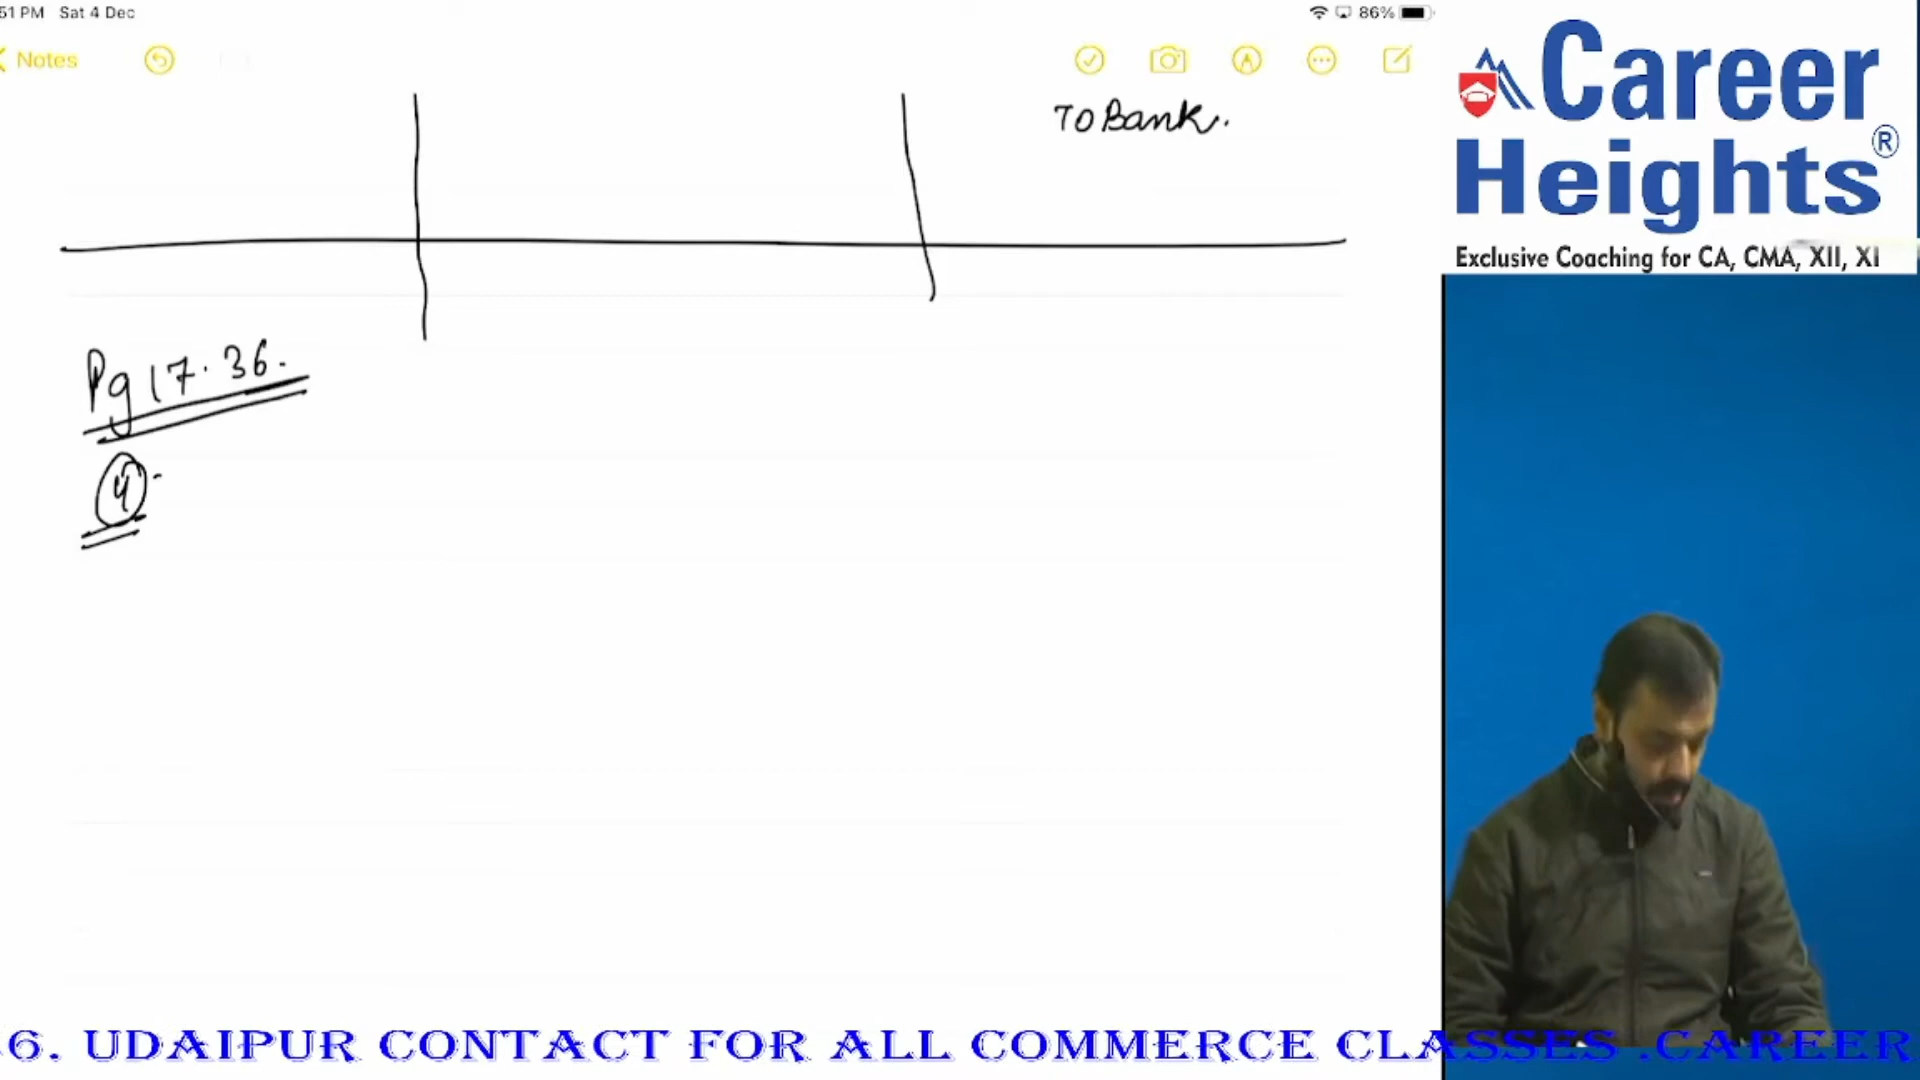 51 PM Sat 4 Dec
86%
Notes
To Bank.
Pg 17.36.
4
Career
Heights®
Exclusive Coaching for CA, CMA, XII, XI
6. UDAIPUR CONTACT FOR ALL COMMERCE CLASSES .CAREER